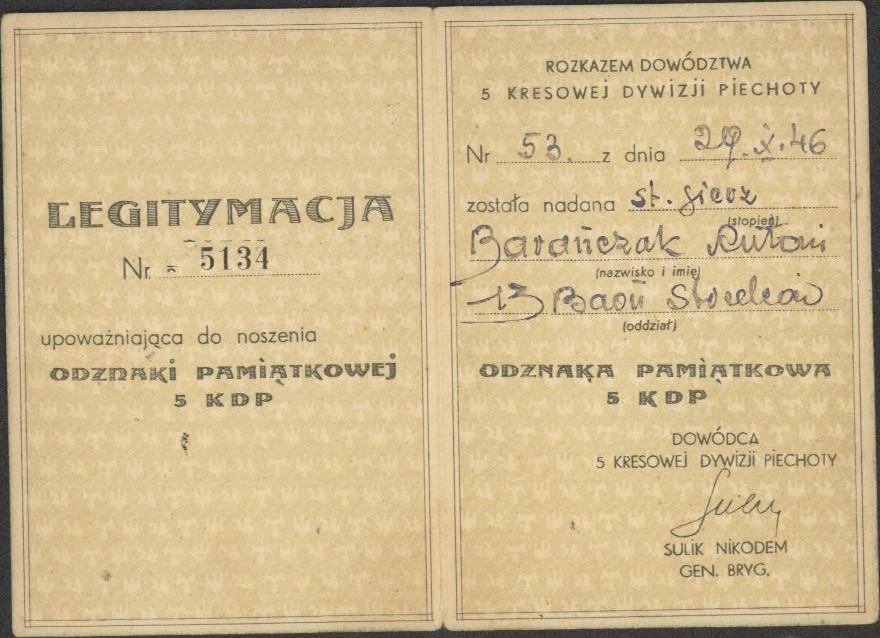 LEGITYMACJA
Nr. 5134
upoważniająca do noszenia
ODZNAKI PAMIĄTKOWEJ
5 KDP
ROZKAZEM DOWÓDZTWA
5 KRESOWEJ DYWIZJI PIECHOTY
Nr 53. z dnia 29.X.46
została nadana st.
(stopień)
Barańczak Antoni
(nazwisko i imię)
13 Baon Strzelców
(oddział)
ODZNAKA PAMIĄTKOWA
5 KDP
DOWÓDCA
5 KRESOWEJ DYWIZJI PIECHOTY
Sulik
SULIK NIKODEM
GEN. BRYG.